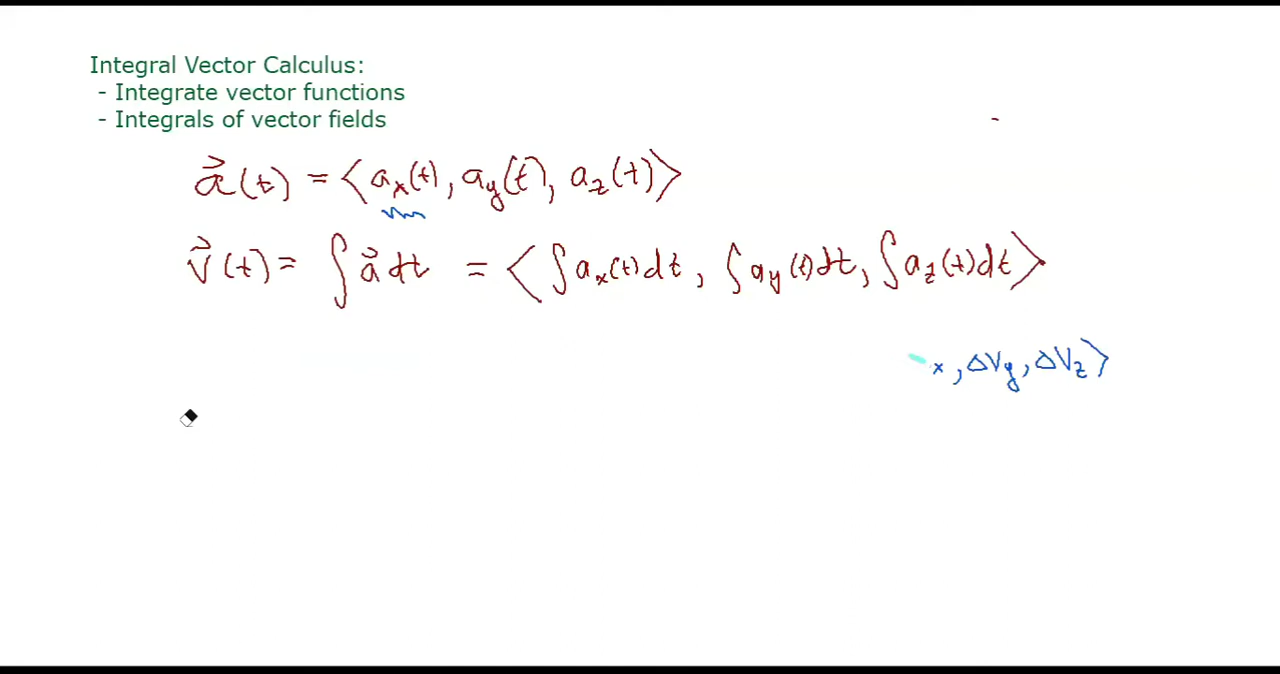 Integral Vector Calculus:
- Integrate vector functions
- Integrals of vector fields
a⃗(t) = ⟨aₓ(t), a_y(t), a_z(t)⟩
v⃗(t) = ∫ a⃗ dt = ⟨∫aₓ(t)dt, ∫a_y(t)dt, ∫a_z(t)dt⟩
ₓ, ΔV_y, ΔV_z⟩